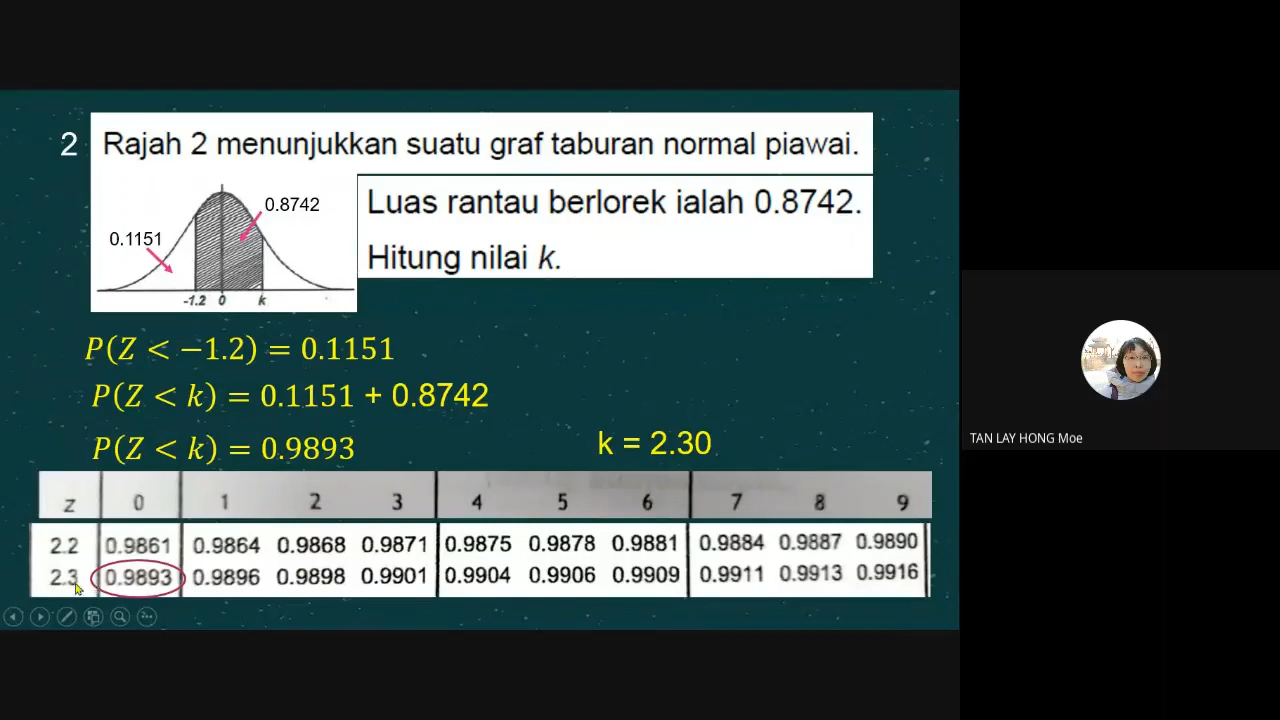 2
Rajah 2 menunjukkan suatu graf taburan normal piawai.
Luas rantau berlorek ialah 0.8742.
Hitung nilai k.
0.8742
0.1151
-1.2 0 k
P(Z < −1.2) = 0.1151
P(Z < k) = 0.1151 + 0.8742
P(Z < k) = 0.9893
k = 2.30
z 0 1 2 3 4 5 6 7 8 9
2.2 0.9861 0.9864 0.9868 0.9871 0.9875 0.9878 0.9881 0.9884 0.9887 0.9890
2.3 0.9893 0.9896 0.9898 0.9901 0.9904 0.9906 0.9909 0.9911 0.9913 0.9916
TAN LAY HONG Moe